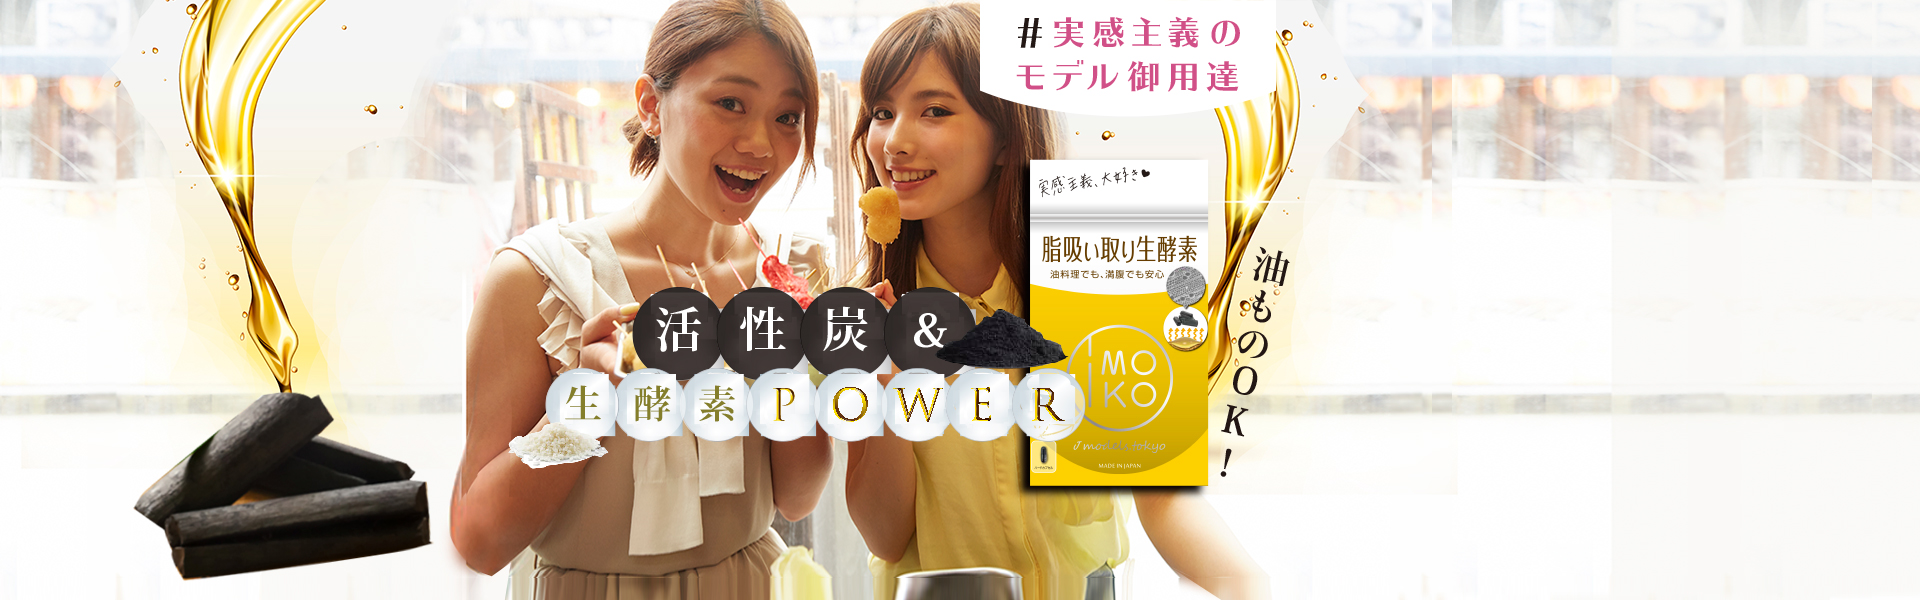 #実感主義の
モデル御用達
実感主義、大好き♥
脂吸い取り生酵素
油料理でも、満腹でも安心
油ものOK!
活性炭&
生酵素POWER
MOKO
MADE IN JAPAN